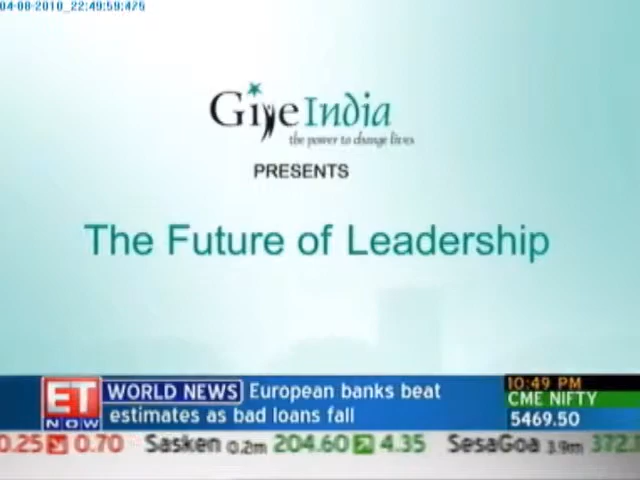 04-08-2010_22:49:59:476
GiveIndia
the power to change lives
PRESENTS
The Future of Leadership
ET NOW
WORLD NEWS European banks beat
estimates as bad loans fall
10:49 PM
CME NIFTY
5469.50
0.25 0.70 Sasken 0.2m 204.60 4.35 SesaGoa 3.9m 372.